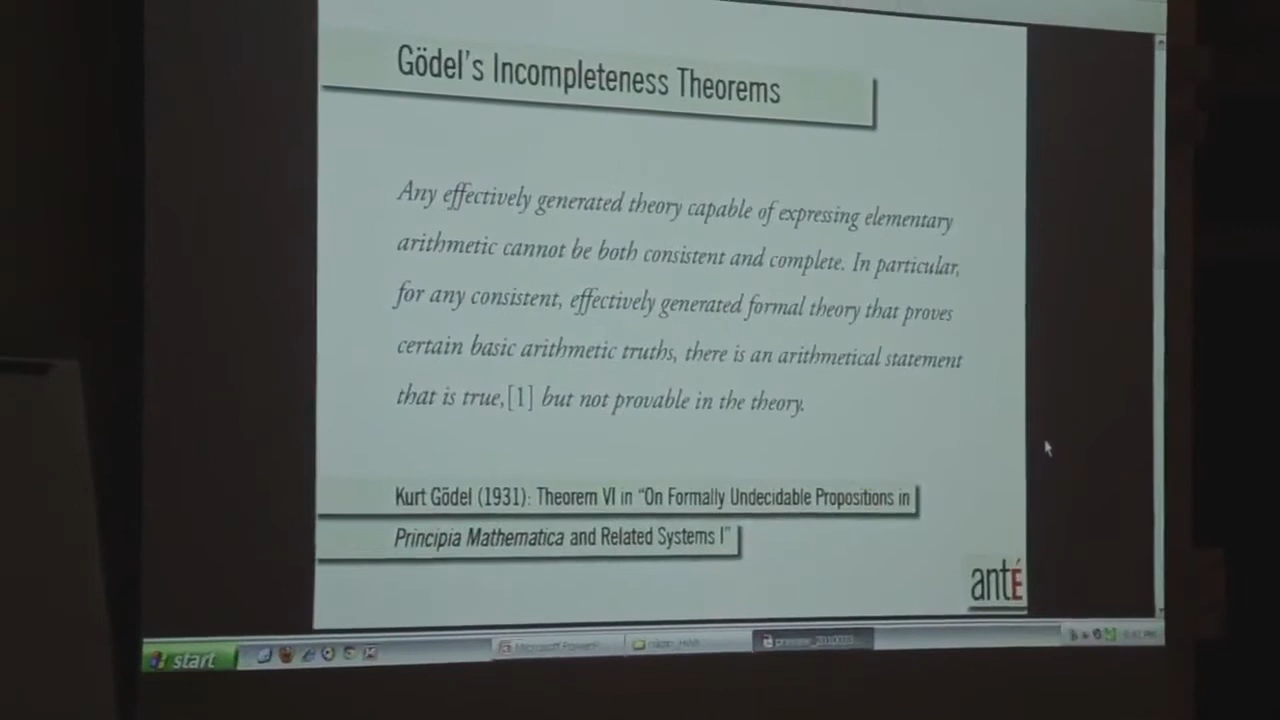 Gödel's Incompleteness Theorems
Any effectively generated theory capable of expressing elementary
arithmetic cannot be both consistent and complete. In particular,
for any consistent, effectively generated formal theory that proves
certain basic arithmetic truths, there is an arithmetical statement
that is true,[1] but not provable in the theory.
Kurt Gödel (1931): Theorem VI in "On Formally Undecidable Propositions in
Principia Mathematica and Related Systems I"
antÉ
start